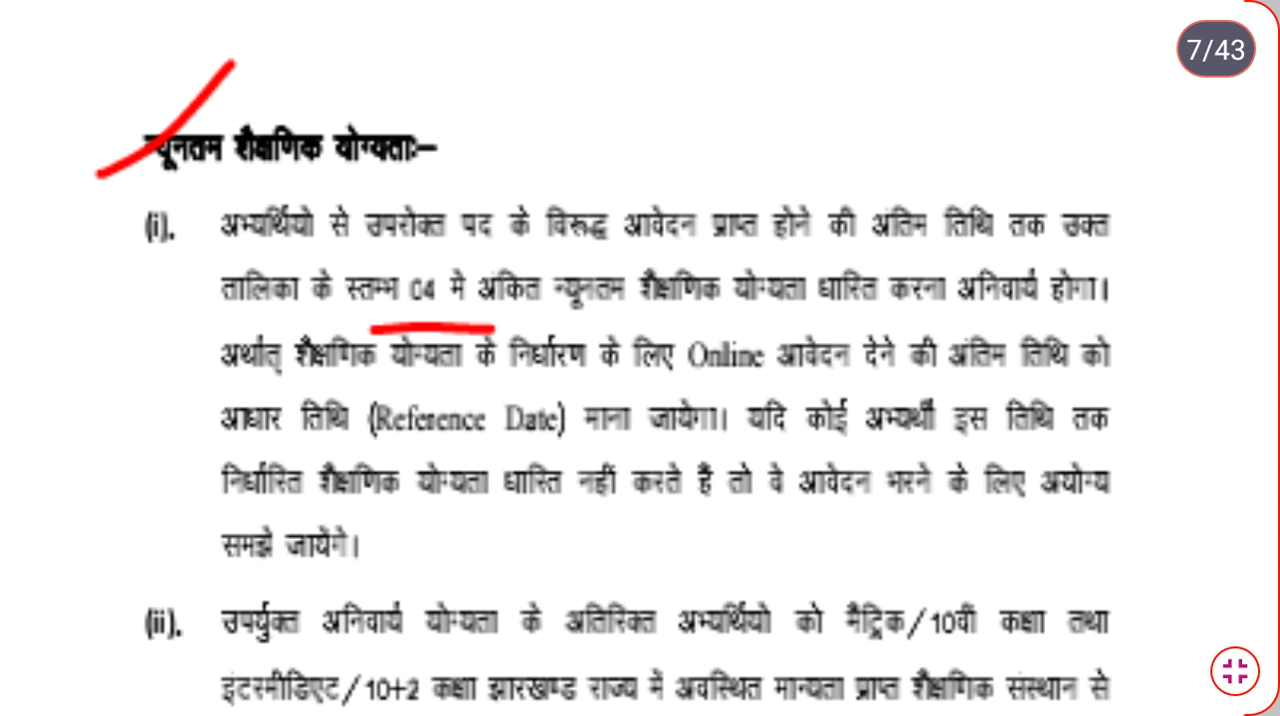 7/43
न्यूनतम शैक्षणिक योग्यताः–
(i). अभ्यर्थियो से उपरोक्त पद के विरूद्ध आवेदन प्राप्त होने की अंतिम तिथि तक उक्त
तालिका के स्तम्भ 04 मे अंकित न्यूनतम शैक्षणिक योग्यता धारित करना अनिवार्य होगा।
अर्थात् शैक्षणिक योग्यता के निर्धारण के लिए Online आवेदन देने की अंतिम तिथि को
आधार तिथि (Reference Date) माना जायेगा। यदि कोई अभ्यर्थी इस तिथि तक
निर्धारित शैक्षणिक योग्यता धारित नहीं करते हैं तो वे आवेदन भरने के लिए अयोग्य
समझे जायेंगे।
(ii). उपर्युक्त अनिवार्य योग्यता के अतिरिक्त अभ्यर्थियो को मैट्रिक/10वी कक्षा तथा
इंटरमीडिएट/10+2 कक्षा झारखण्ड राज्य में अवस्थित मान्यता प्राप्त शैक्षणिक संस्थान से